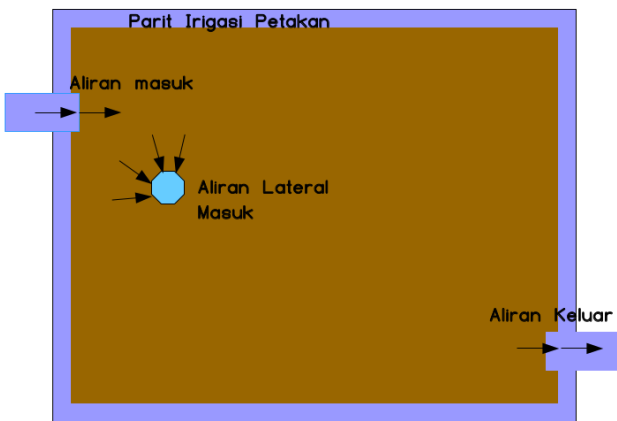 Parit Irigasi Petakan
Aliran masuk
Aliran Lateral
Masuk
Aliran Keluar